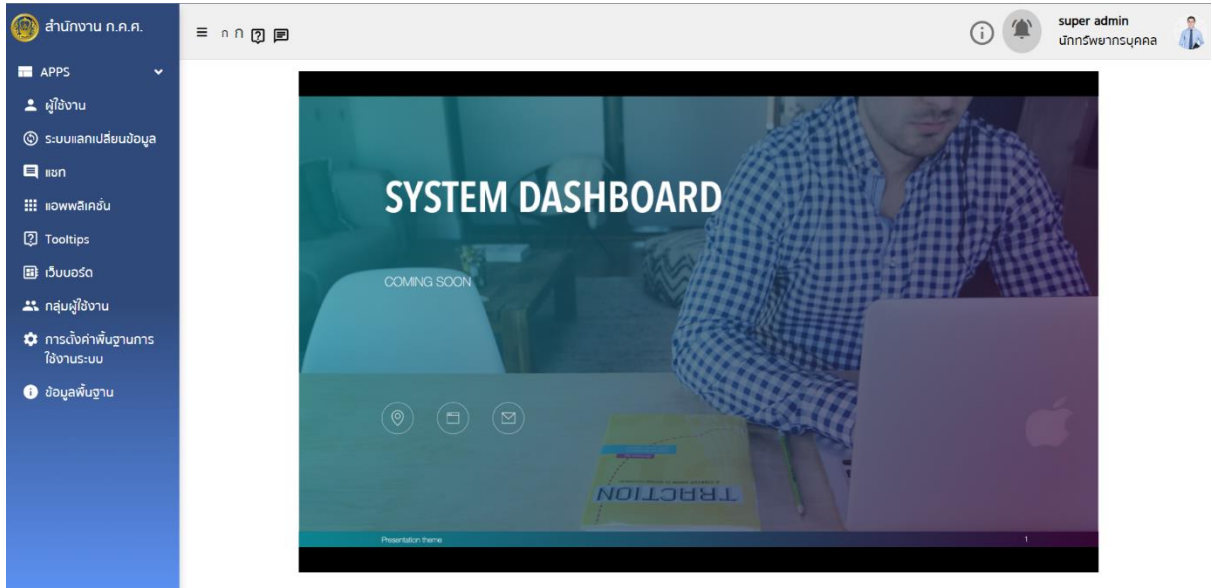 สำนักงาน ก.ค.ศ.
ก ก
super admin
นักทรัพยากรบุคคล
APPS
ผู้ใช้งาน
ระบบแลกเปลี่ยนข้อมูล
แชท
แอพพลิเคชั่น
Tooltips
เว็บบอร์ด
กลุ่มผู้ใช้งาน
การตั้งค่าพื้นฐานการ
ใช้งานระบบ
ข้อมูลพื้นฐาน
SYSTEM DASHBOARD
COMING SOON
TRACTION
Presentation theme
1